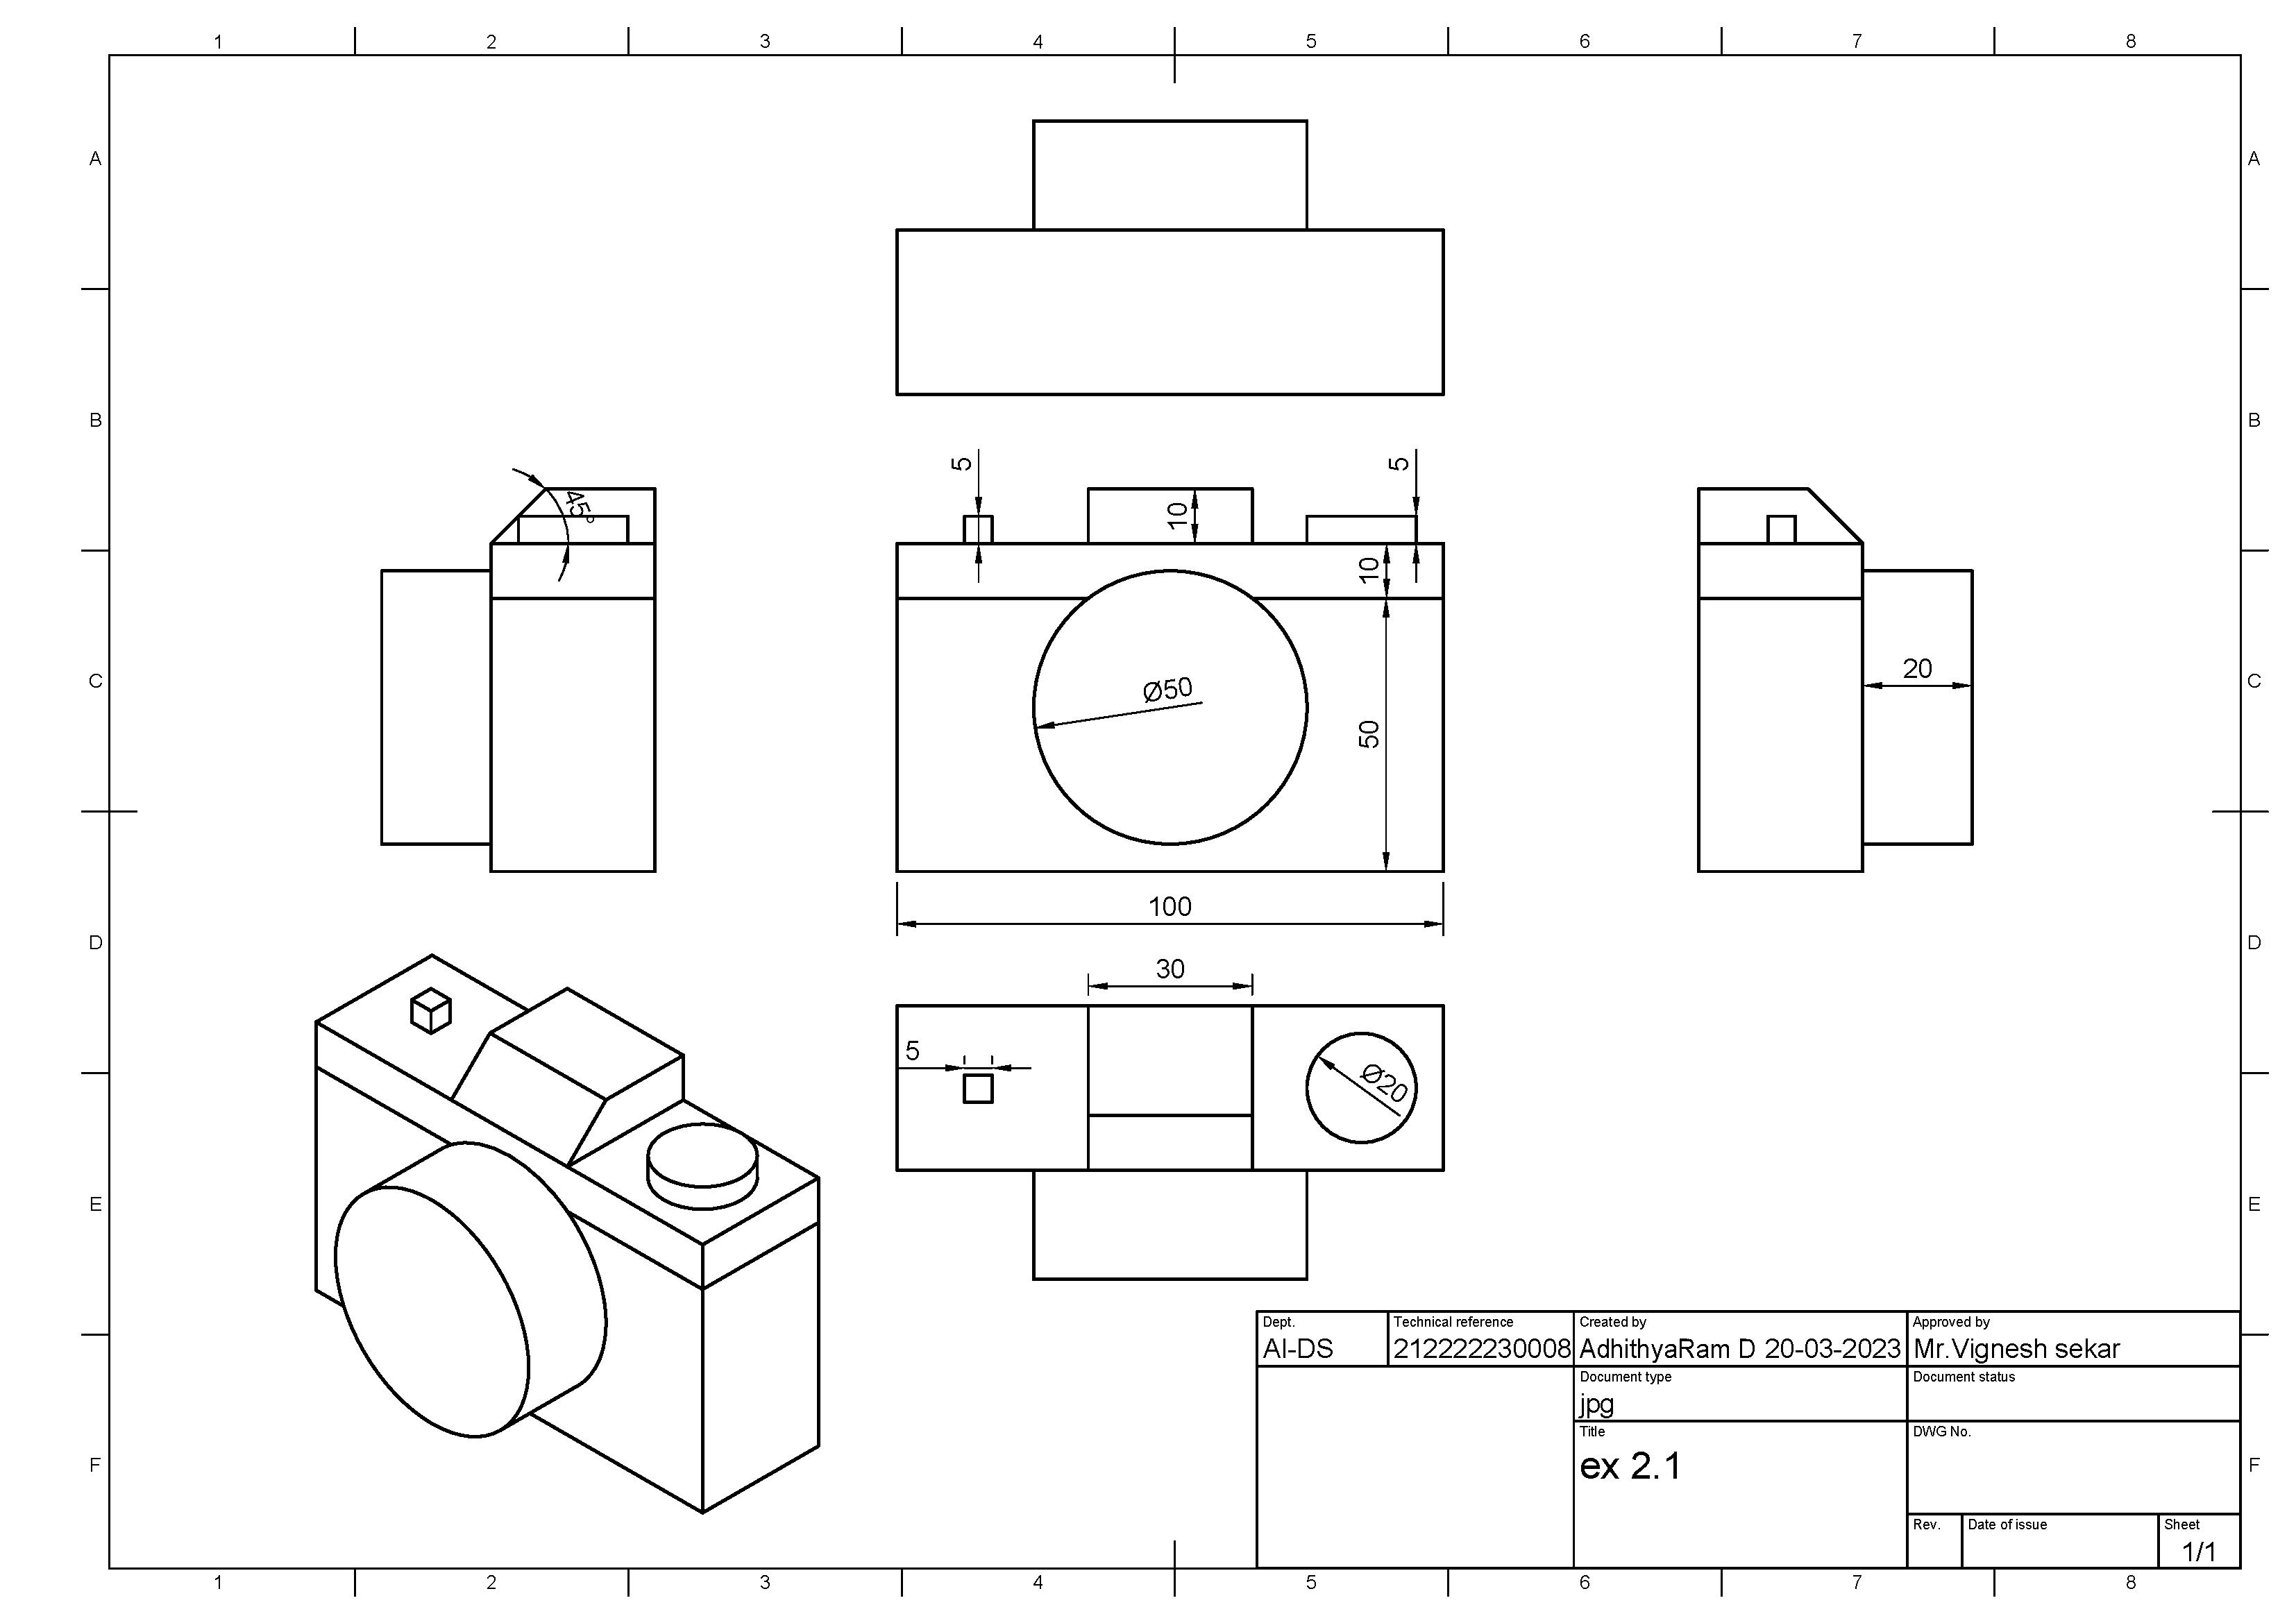 1 2 3 4 5 6 7 8
A A
B B
5 5
45°
10
10
C C
20
Ø50
50
100
D D
30
5
Ø20
E E
Dept. Technical reference Created by Approved by
AI-DS 212222230008 AdhithyaRam D 20-03-2023 Mr.Vignesh sekar
Document type Document status
jpg
Title DWG No.
ex 2.1
F F
Rev. Date of issue Sheet
1/1
1 2 3 4 5 6 7 8